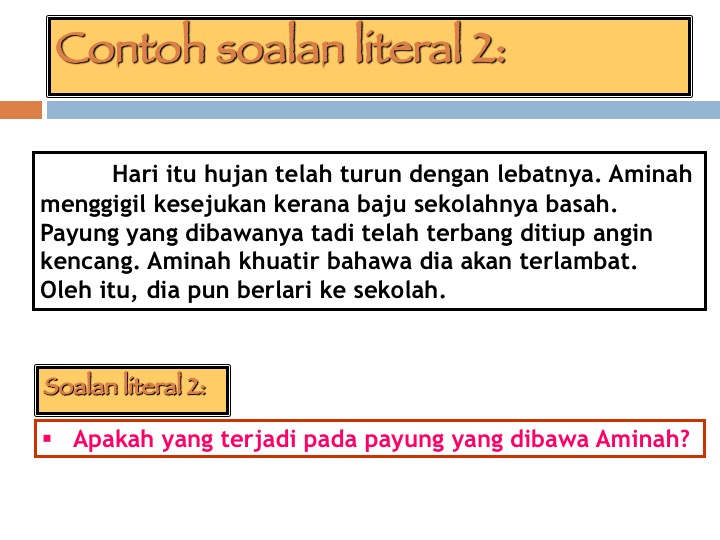 Contoh soalan literal 2:
Hari itu hujan telah turun dengan lebatnya. Aminah
menggigil kesejukan kerana baju sekolahnya basah.
Payung yang dibawanya tadi telah terbang ditiup angin
kencang. Aminah khuatir bahawa dia akan terlambat.
Oleh itu, dia pun berlari ke sekolah.
Soalan literal 2:
▪ Apakah yang terjadi pada payung yang dibawa Aminah?